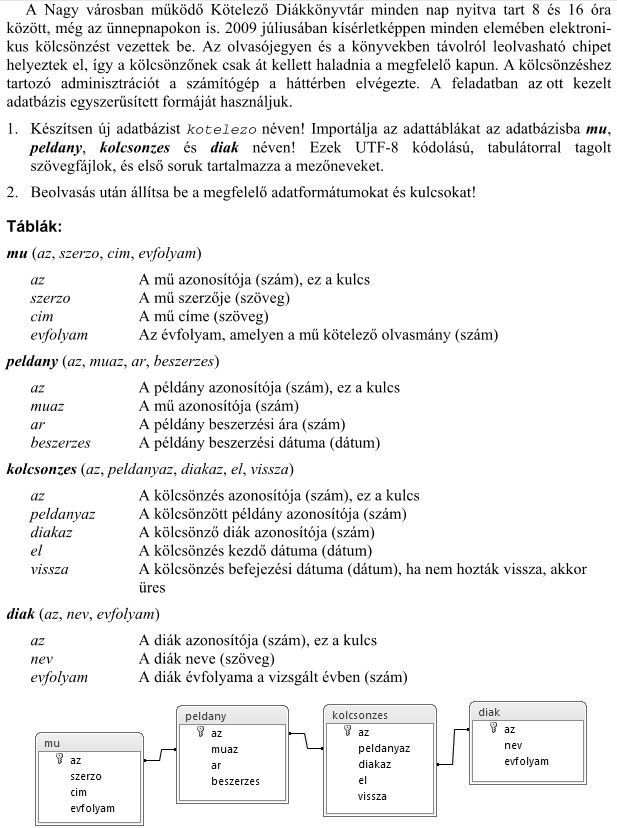 A Nagy városban működő Kötelező Diákkönyvtár minden nap nyitva tart 8 és 16 óra
között, még az ünnepnapokon is. 2009 júliusában kísérletképpen minden elemében elektroni-
kus kölcsönzést vezettek be. Az olvasójegyen és a könyvekben távolról leolvasható chipet
helyeztek el, így a kölcsönzőnek csak át kellett haladnia a megfelelő kapun. A kölcsönzéshez
tartozó adminisztrációt a számítógép a háttérben elvégezte. A feladatban az ott kezelt
adatbázis egyszerűsített formáját használjuk.
1. Készítsen új adatbázist kotelezo néven! Importálja az adattáblákat az adatbázisba mu,
peldany, kolcsonzes és diak néven! Ezek UTF-8 kódolású, tabulátorral tagolt
szövegfájlok, és első soruk tartalmazza a mezőneveket.
2. Beolvasás után állítsa be a megfelelő adatformátumokat és kulcsokat!
Táblák:
mu (az, szerzo, cim, evfolyam)
az A mű azonosítója (szám), ez a kulcs
szerzo A mű szerzője (szöveg)
cim A mű címe (szöveg)
evfolyam Az évfolyam, amelyen a mű kötelező olvasmány (szám)
peldany (az, muaz, ar, beszerzes)
az A példány azonosítója (szám), ez a kulcs
muaz A mű azonosítója (szám)
ar A példány beszerzési ára (szám)
beszerzes A példány beszerzési dátuma (dátum)
kolcsonzes (az, peldanyaz, diakaz, el, vissza)
az A kölcsönzés azonosítója (szám), ez a kulcs
peldanyaz A kölcsönzött példány azonosítója (szám)
diakaz A kölcsönző diák azonosítója (szám)
el A kölcsönzés kezdő dátuma (dátum)
vissza A kölcsönzés befejezési dátuma (dátum), ha nem hozták vissza, akkor
üres
diak (az, nev, evfolyam)
az A diák azonosítója (szám), ez a kulcs
nev A diák neve (szöveg)
evfolyam A diák évfolyama a vizsgált évben (szám)
mu
az
szerzo
cim
evfolyam
peldany
az
muaz
ar
beszerzes
kolcsonzes
az
peldanyaz
diakaz
el
vissza
diak
az
nev
evfolyam